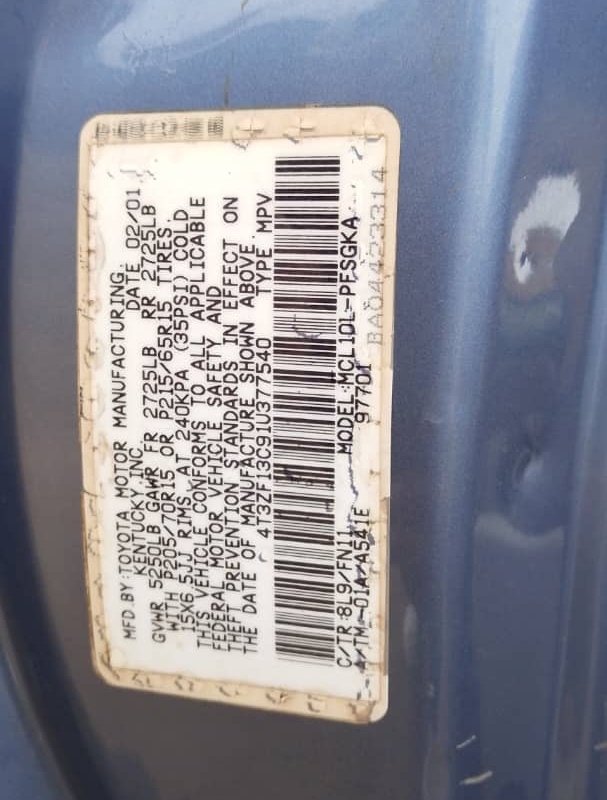 MFD.BY:TOYOTA MOTOR MANUFACTURING,
KENTUCKY,INC. DATE 02/01
GVWR 5250LB GAWR FR 2725LB RR 2725LB
WITH P205/70R15 OR P215/65R15 TIRES.
15X6.5JJ RIMS AT 240KPA (35PSI) COLD
THIS VEHICLE CONFORMS TO ALL APPLICABLE
FEDERAL MOTOR VEHICLE SAFETY AND
THEFT PREVENTION STANDARDS IN EFFECT ON
THE DATE OF MANUFACTURE SHOWN ABOVE.
4T3ZF13C91U377540 TYPE MPV
C/TR:8L9/FN11 MODEL:MCL10L-PFSGKA
/TM:-01A/A541E 97701
BA04423314